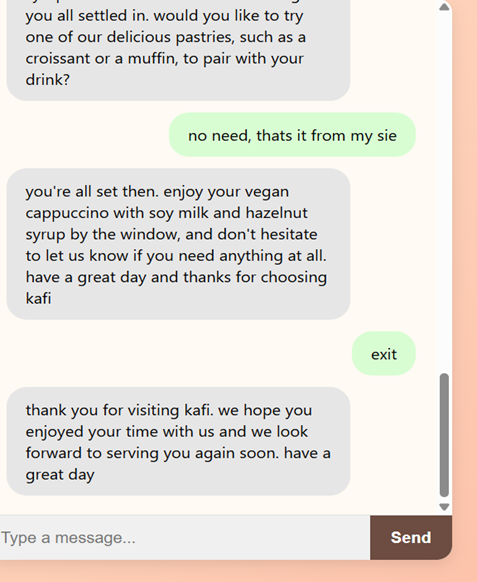 you all settled in. would you like to try
one of our delicious pastries, such as a
croissant or a muffin, to pair with your
drink?
no need, thats it from my sie
you're all set then. enjoy your vegan
cappuccino with soy milk and hazelnut
syrup by the window, and don't hesitate
to let us know if you need anything at all.
have a great day and thanks for choosing
kafi
exit
thank you for visiting kafi. we hope you
enjoyed your time with us and we look
forward to serving you again soon. have a
great day
Type a message...
Send